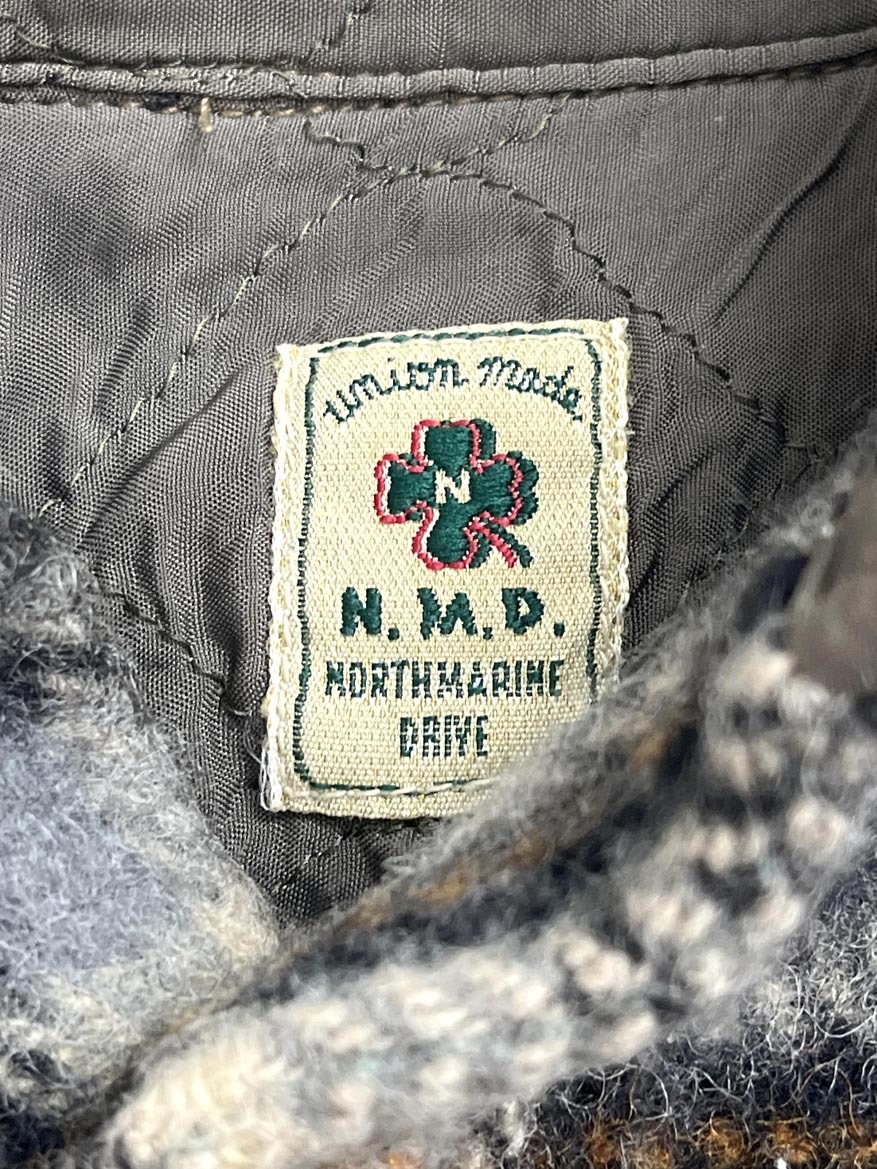 union made.
N
N.M.D.
NORTHMARINE
DRIVE